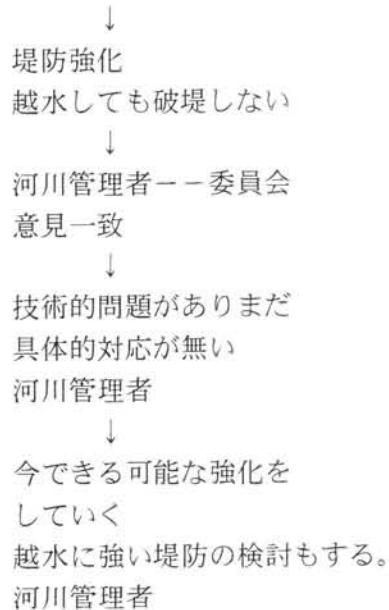 ↓
堤防強化
越水しても破堤しない
↓
河川管理者－－委員会
意見一致
↓
技術的問題がありまだ
具体的対応が無い
河川管理者
↓
今できる可能な強化を
していく
越水に強い堤防の検討もする。
河川管理者